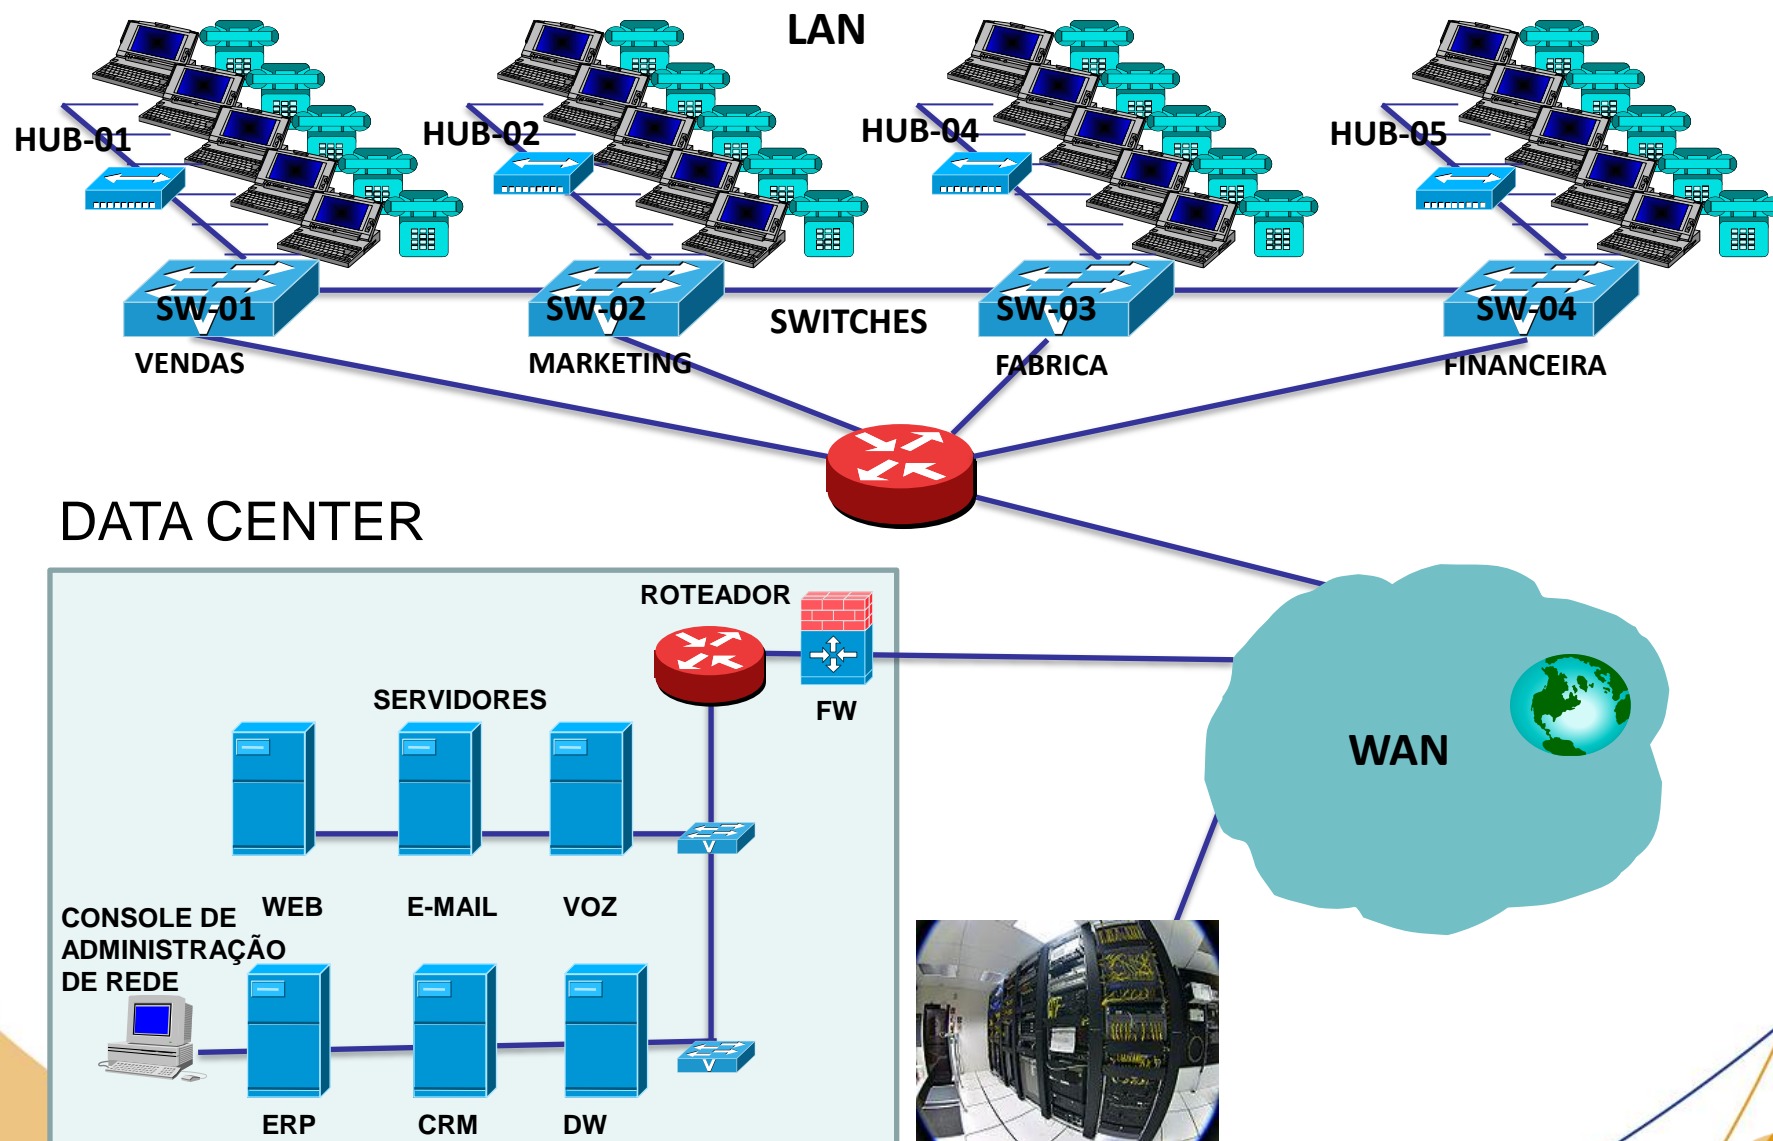 LAN
HUB-01
HUB-02
HUB-04
HUB-05
SW-01
SW-02
SW-03
SW-04
SWITCHES
VENDAS
MARKETING
FABRICA
FINANCEIRA
DATA CENTER
ROTEADOR
FW
SERVIDORES
WAN
WEB
E-MAIL
VOZ
CONSOLE DE
ADMINISTRAÇÃO
DE REDE
ERP
CRM
DW